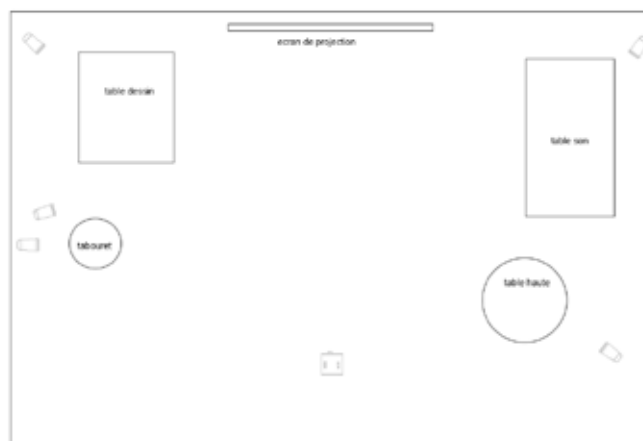 ecran de projection
table dessin
table son
tabouret
table haute